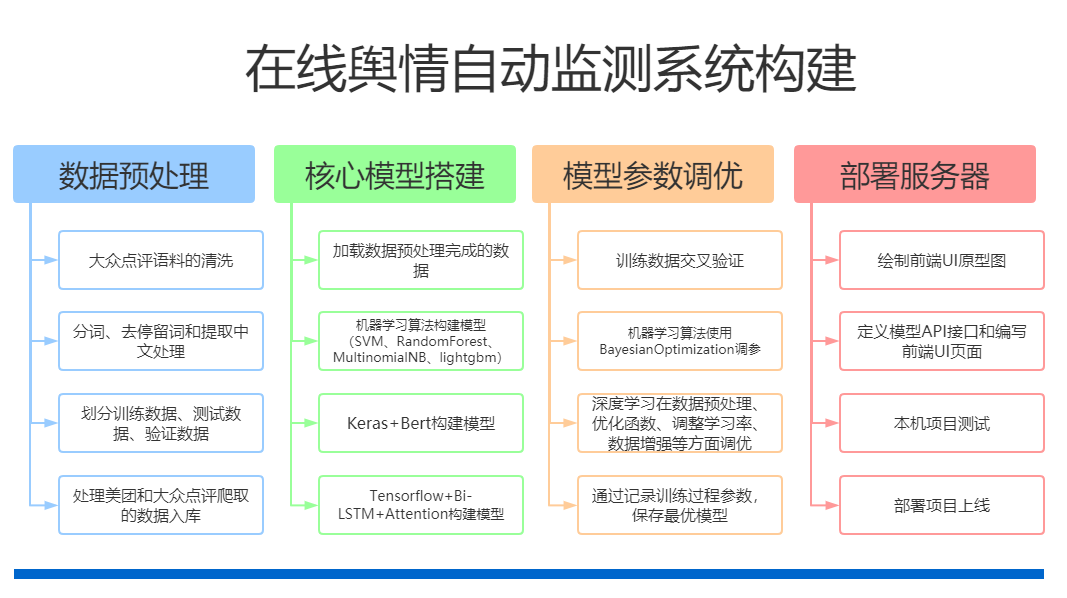 在线舆情自动监测系统构建
数据预处理
大众点评语料的清洗
分词、去停留词和提取中
文处理
划分训练数据、测试数
据、验证数据
处理美团和大众点评爬取
的数据入库
核心模型搭建
加载数据预处理完成的数
据
机器学习算法构建模型
（SVM、RandomForest、
MultinomialNB、lightgbm）
Keras+Bert构建模型
Tensorflow+Bi-
LSTM+Attention构建模型
模型参数调优
训练数据交叉验证
机器学习算法使用
BayesianOptimization调参
深度学习在数据预处理、
优化函数、调整学习率、
数据增强等方面调优
通过记录训练过程参数，
保存最优模型
部署服务器
绘制前端UI原型图
定义模型API接口和编写
前端UI页面
本机项目测试
部署项目上线